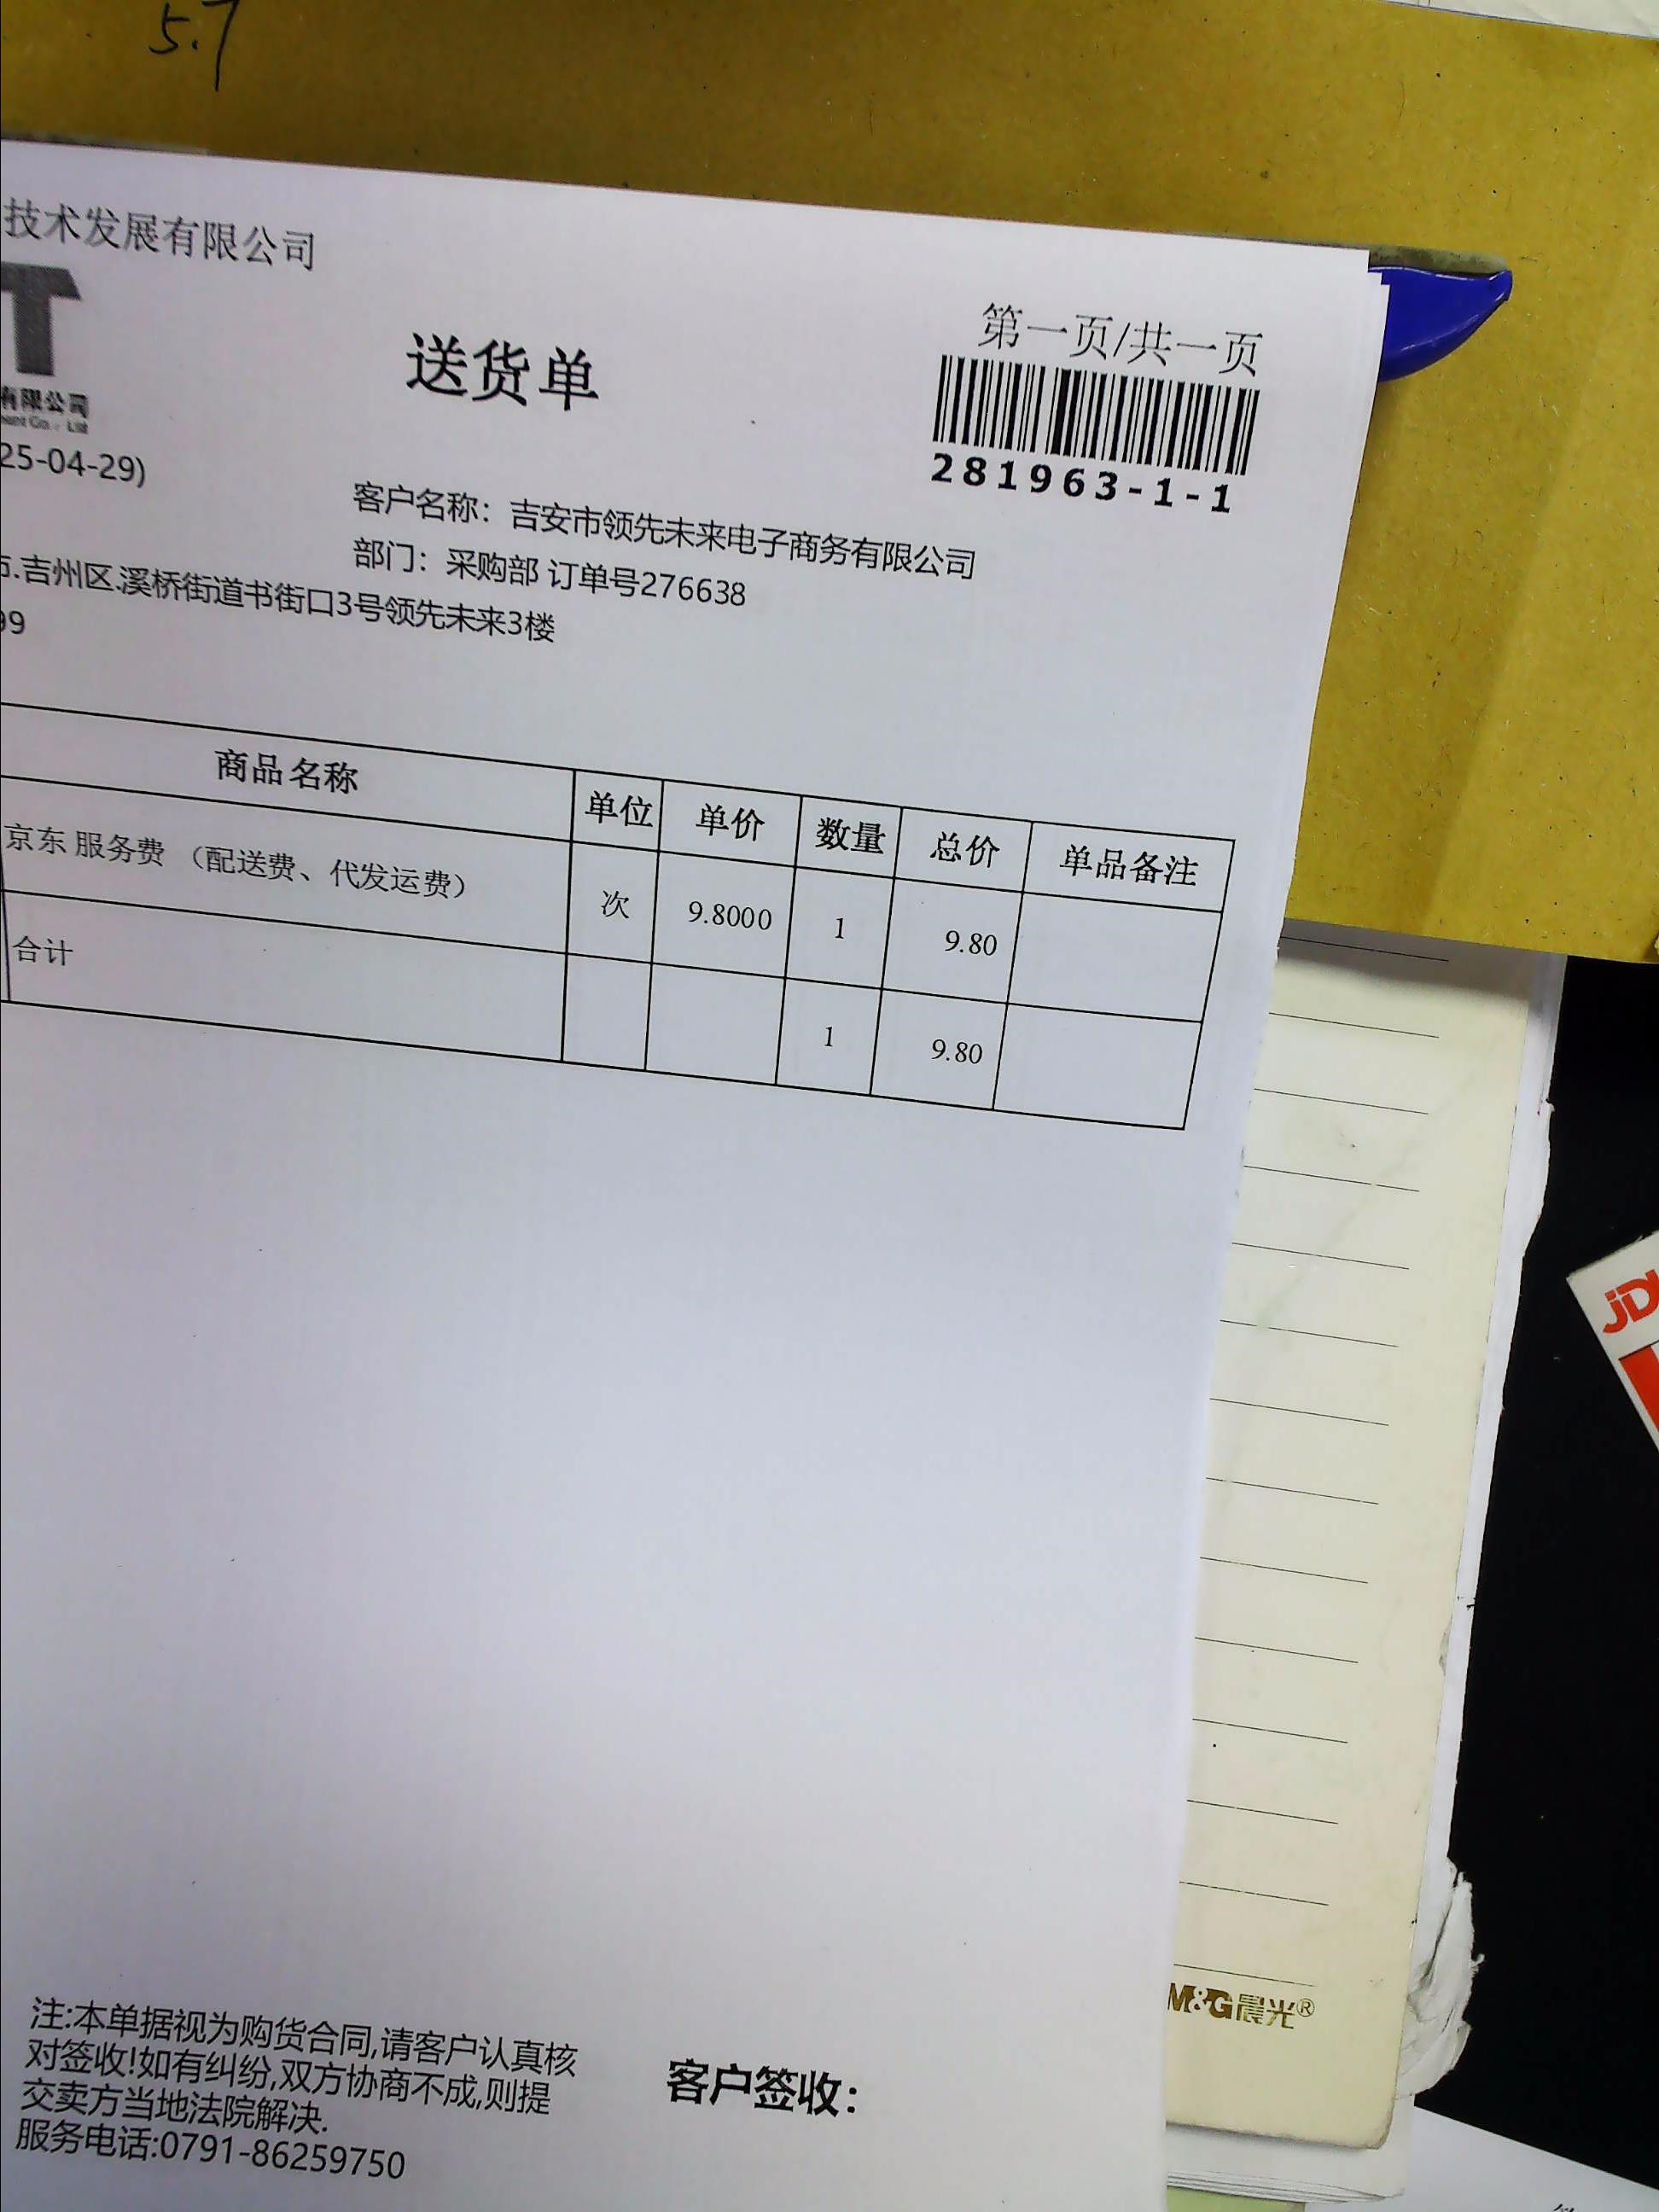 5.7
技术发展有限公司
T
有限公司
Co., Ltd
第一页/共一页
送货单
281963-1-1
25-04-29)
客户名称：吉安市领先未来电子商务有限公司
部门：采购部 订单号276638
.吉州区.溪桥街道书街口3号领先未来3楼
99
商品名称 单位 单价 数量 总价 单品备注
京东 服务费 （配送费、代发运费） 次 9.8000 1 9.80
合计 1 9.80
注:本单据视为购货合同,请客户认真核
对签收!如有纠纷,双方协商不成,则提
交卖方当地法院解决.
服务电话:0791-86259750
客户签收：
M&G晨光®
JD